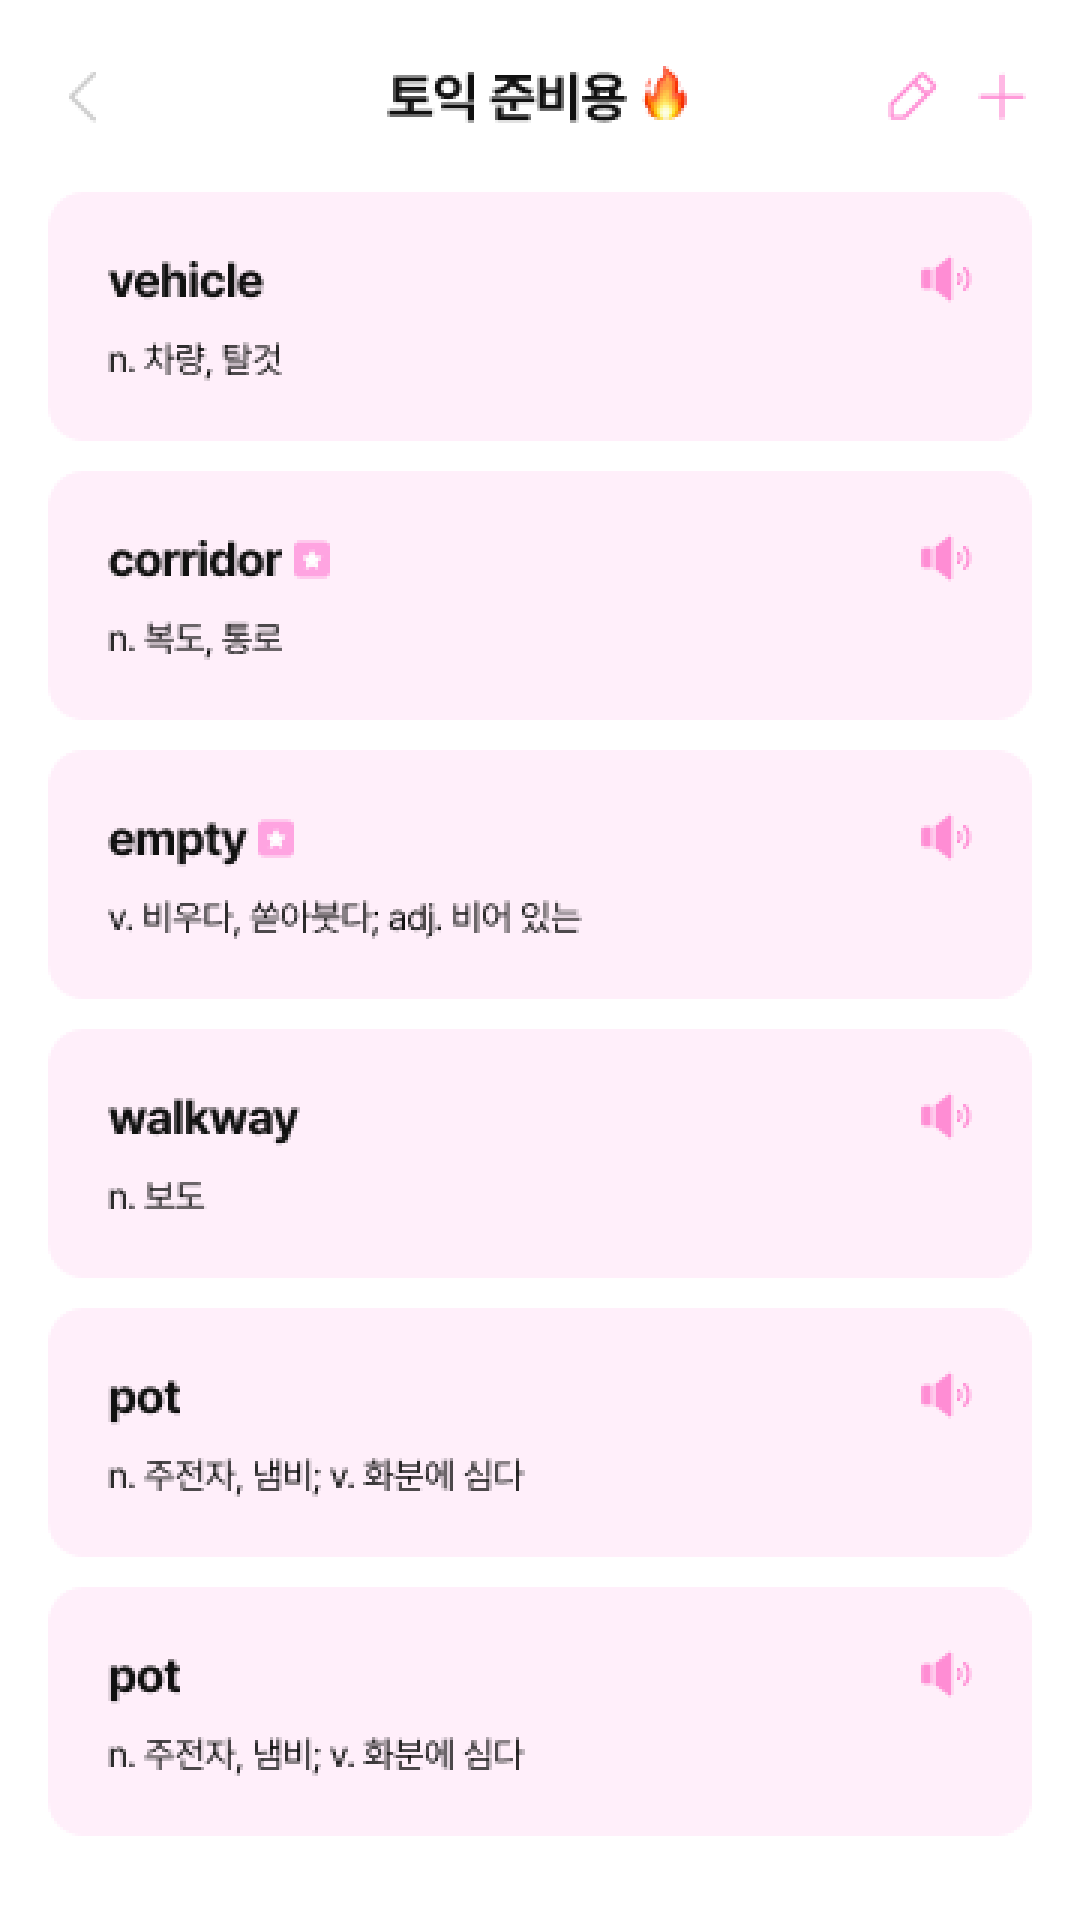 토익 준비용 🔥
vehicle
n. 차량, 탈것
corridor
n. 복도, 통로
empty
v. 비우다, 쏟아붓다; adj. 비어 있는
walkway
n. 보도
pot
n. 주전자, 냄비; v. 화분에 심다
pot
n. 주전자, 냄비; v. 화분에 심다